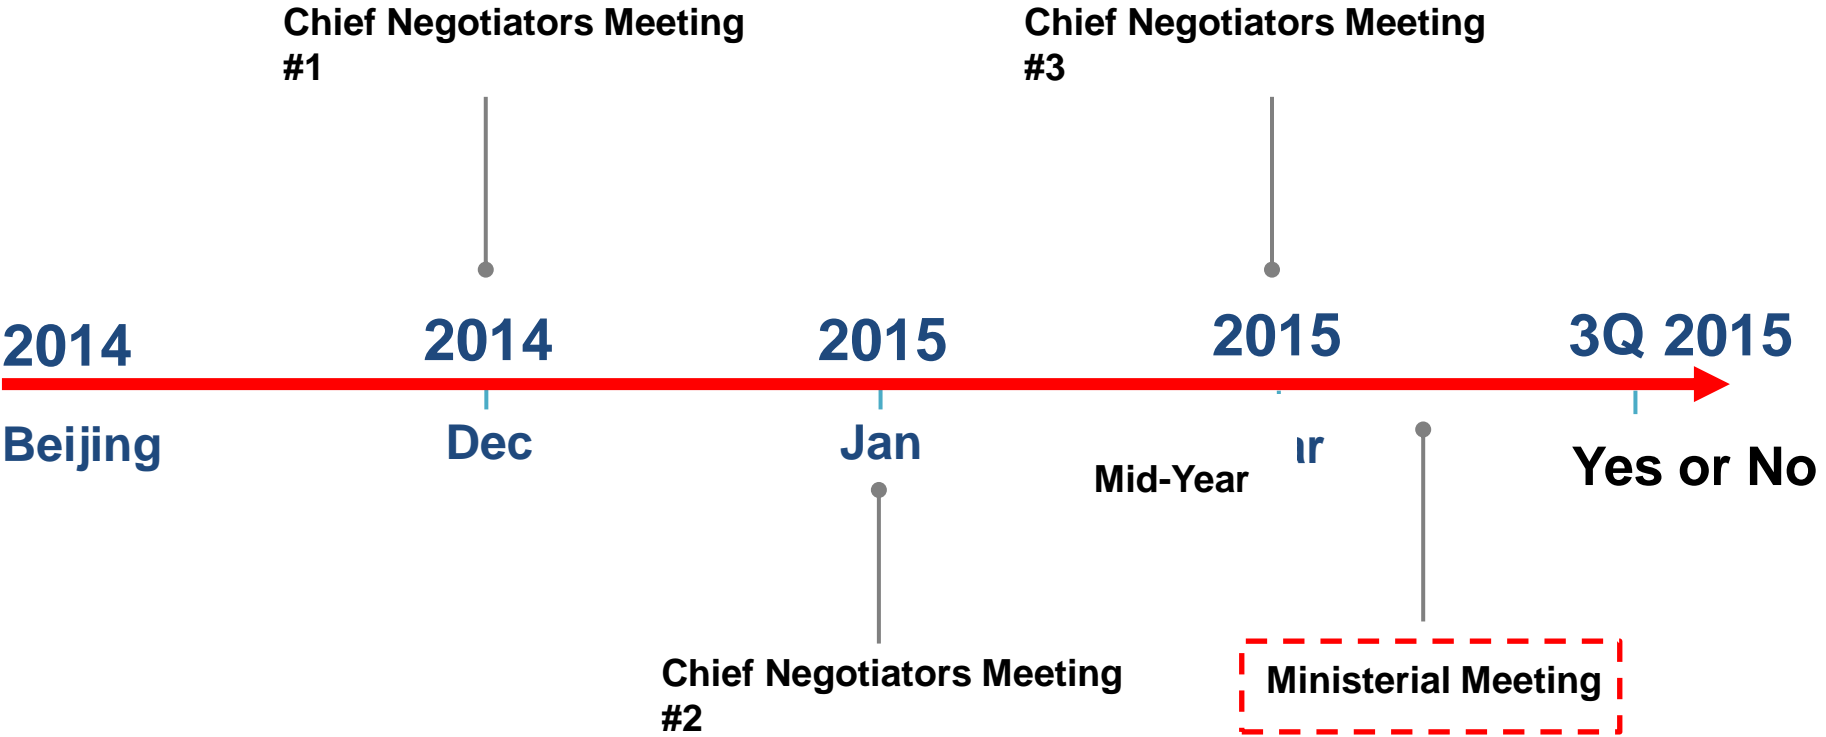 Chief Negotiators Meeting
#1
Chief Negotiators Meeting
#3
2014
2014
2015
2015
3Q 2015
Beijing
Dec
Jan
Mid-Year
Yes or No
Chief Negotiators Meeting
#2
Ministerial Meeting